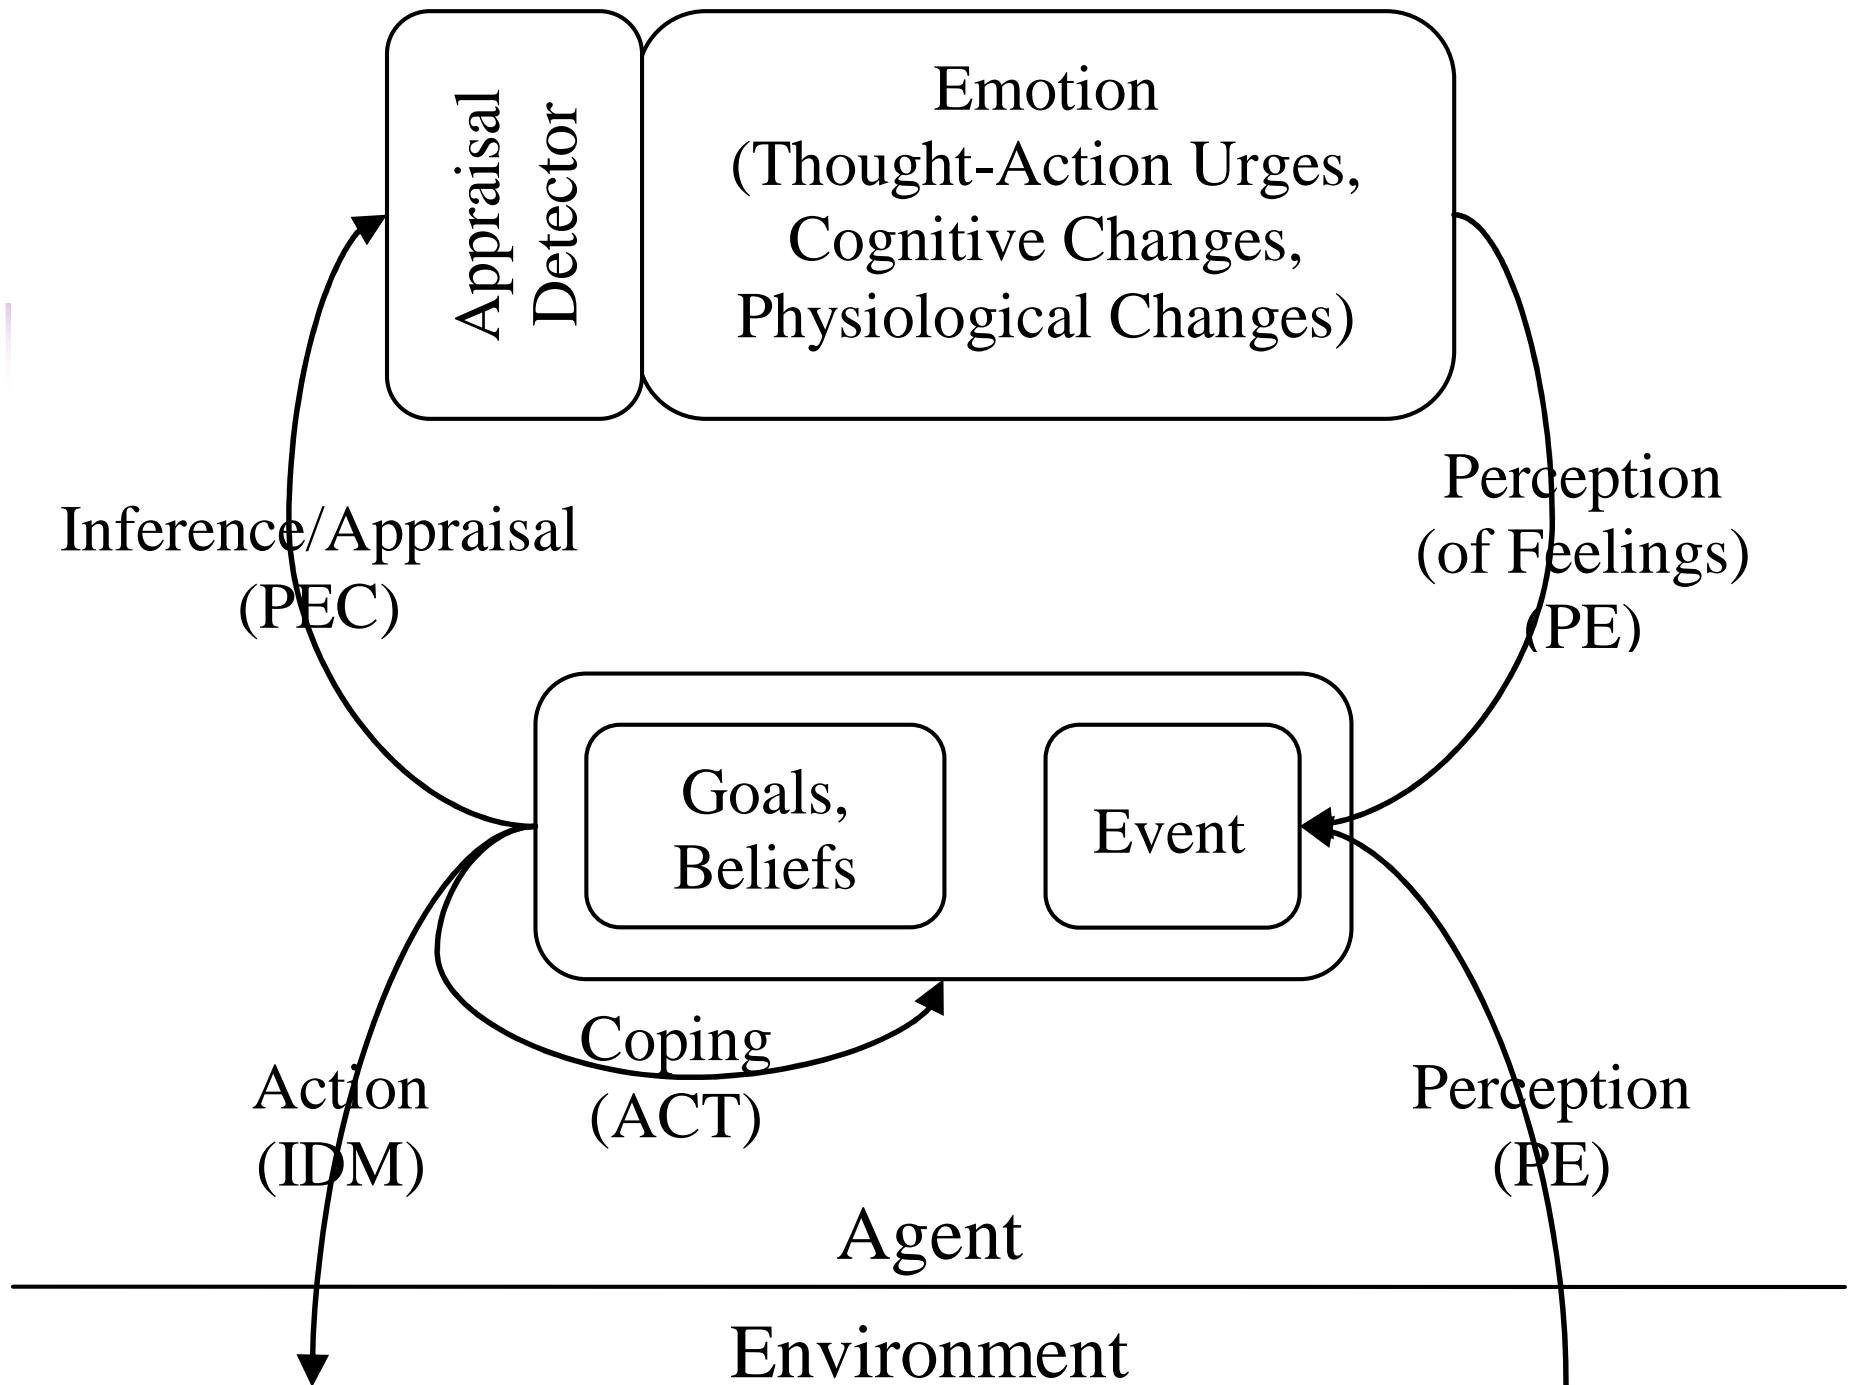 Appraisal
Detector
Emotion
(Thought-Action Urges,
Cognitive Changes,
Physiological Changes)
Inference/Appraisal
(PEC)
Perception
(of Feelings)
(PE)
Goals,
Beliefs
Event
Coping
(ACT)
Action
(IDM)
Perception
(PE)
Agent
Environment